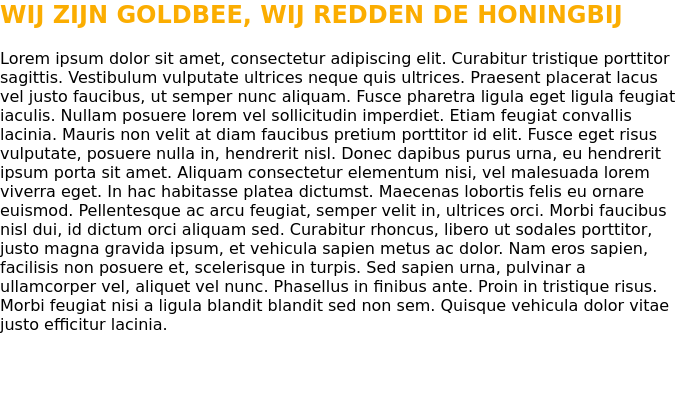 WIJ ZIJN GOLDBEE, WIJ REDDEN DE HONINGBIJ
Lorem ipsum dolor sit amet, consectetur adipiscing elit. Curabitur tristique porttitor
sagittis. Vestibulum vulputate ultrices neque quis ultrices. Praesent placerat lacus
vel justo faucibus, ut semper nunc aliquam. Fusce pharetra ligula eget ligula feugiat
iaculis. Nullam posuere lorem vel sollicitudin imperdiet. Etiam feugiat convallis
lacinia. Mauris non velit at diam faucibus pretium porttitor id elit. Fusce eget risus
vulputate, posuere nulla in, hendrerit nisl. Donec dapibus purus urna, eu hendrerit
ipsum porta sit amet. Aliquam consectetur elementum nisi, vel malesuada lorem
viverra eget. In hac habitasse platea dictumst. Maecenas lobortis felis eu ornare
euismod. Pellentesque ac arcu feugiat, semper velit in, ultrices orci. Morbi faucibus
nisl dui, id dictum orci aliquam sed. Curabitur rhoncus, libero ut sodales porttitor,
justo magna gravida ipsum, et vehicula sapien metus ac dolor. Nam eros sapien,
facilisis non posuere et, scelerisque in turpis. Sed sapien urna, pulvinar a
ullamcorper vel, aliquet vel nunc. Phasellus in finibus ante. Proin in tristique risus.
Morbi feugiat nisi a ligula blandit blandit sed non sem. Quisque vehicula dolor vitae
justo efficitur lacinia.